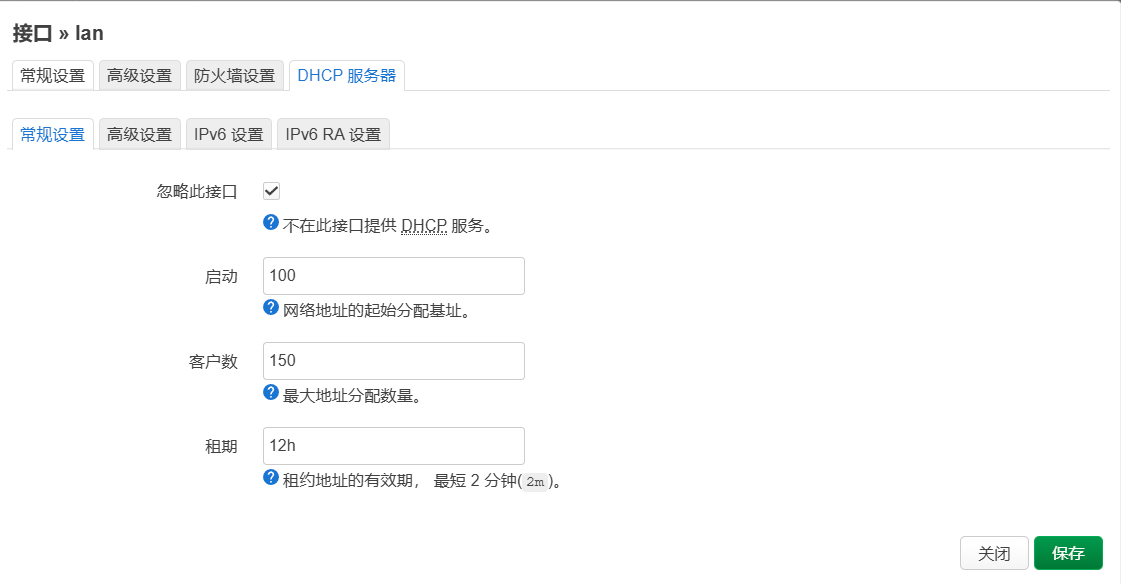 接口 » lan
常规设置 高级设置 防火墙设置 DHCP 服务器
常规设置 高级设置 IPv6 设置 IPv6 RA 设置
忽略此接口
不在此接口提供 DHCP 服务。
启动 100
网络地址的起始分配基址。
客户数 150
最大地址分配数量。
租期 12h
租约地址的有效期， 最短 2 分钟(2m)。
关闭 保存